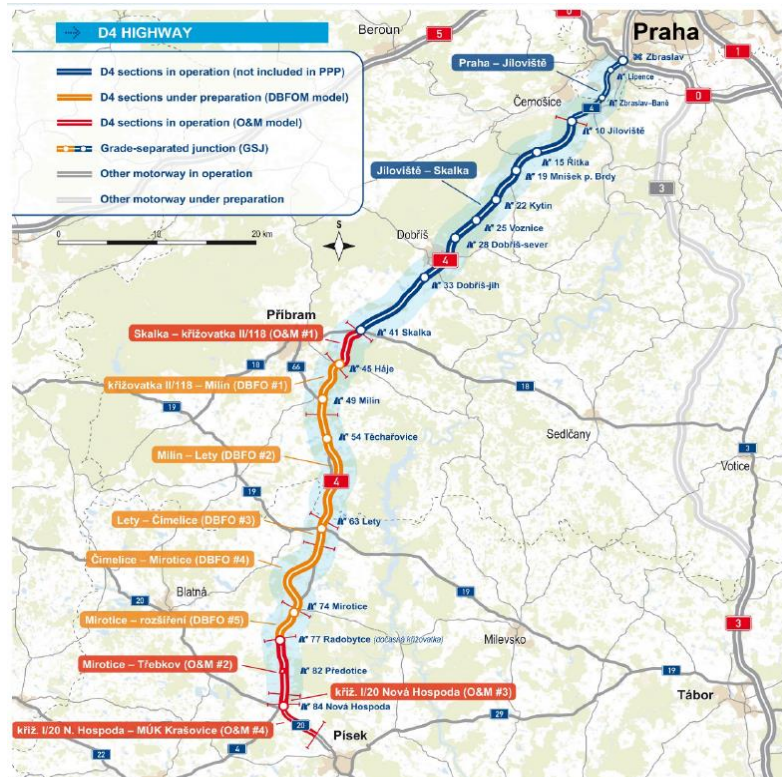 D4 HIGHWAY
D4 sections in operation (not included in PPP)
D4 sections under preparation (DBFOM model)
D4 sections in operation (O&M model)
Grade-separated junction (GSJ)
Other motorway in operation
Other motorway under preparation
0
20 km
S
Beroun
5
0
Praha
1
Zbraslav
Praha – Jíloviště
Lipence
0
Černošice
4
Zbraslav–Baně
10 Jíloviště
15 Řitka
3
19 Mníšek p. Brdy
Jíloviště – Skalka
22 Kytín
25 Voznice
Dobříš
28 Dobříš-sever
4
33 Dobříš-jih
Příbram
41 Skalka
Skalka – křižovatka II/118 (O&M #1)
18
66
45 Háje
křižovatka II/118 – Milín (DBFO #1)
18
49 Milín
19
Sedlčany
54 Těchařovice
3
Milín – Lety (DBFO #2)
Votice
4
19
Lety – Čimelice (DBFO #3)
63 Lety
Čimelice – Mirotice (DBFO #4)
20
Blatná
19
74 Mirotice
Mirotice – rozšíření (DBFO #5)
3
77 Radobytce (dočasná křižovatka)
Milevsko
Mirotice – Třebkov (O&M #2)
82 Předotice
19
křiž. I/20 Nová Hospoda (O&M #3)
Tábor
84 Nová Hospoda
20
29
křiž. I/20 N. Hospoda – MÚK Krašovice (O&M #4)
Písek
4
22